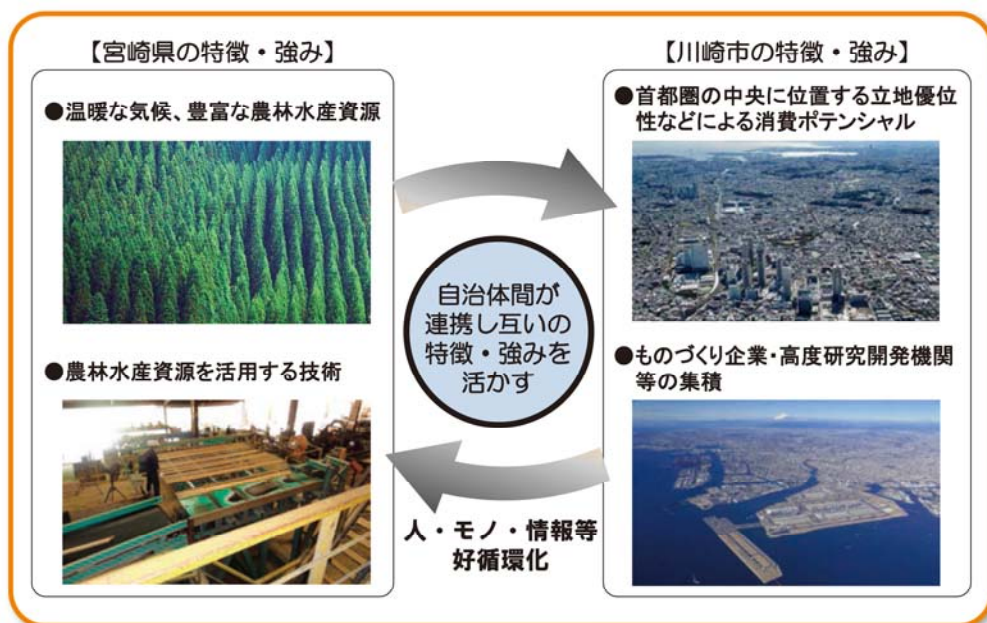 【宮崎県の特徴・強み】
●温暖な気候、豊富な農林水産資源
●農林水産資源を活用する技術
自治体間が
連携し互いの
特徴・強みを
活かす
人・モノ・情報等
好循環化
【川崎市の特徴・強み】
●首都圏の中央に位置する立地優位
性などによる消費ポテンシャル
●ものづくり企業・高度研究開発機関
等の集積